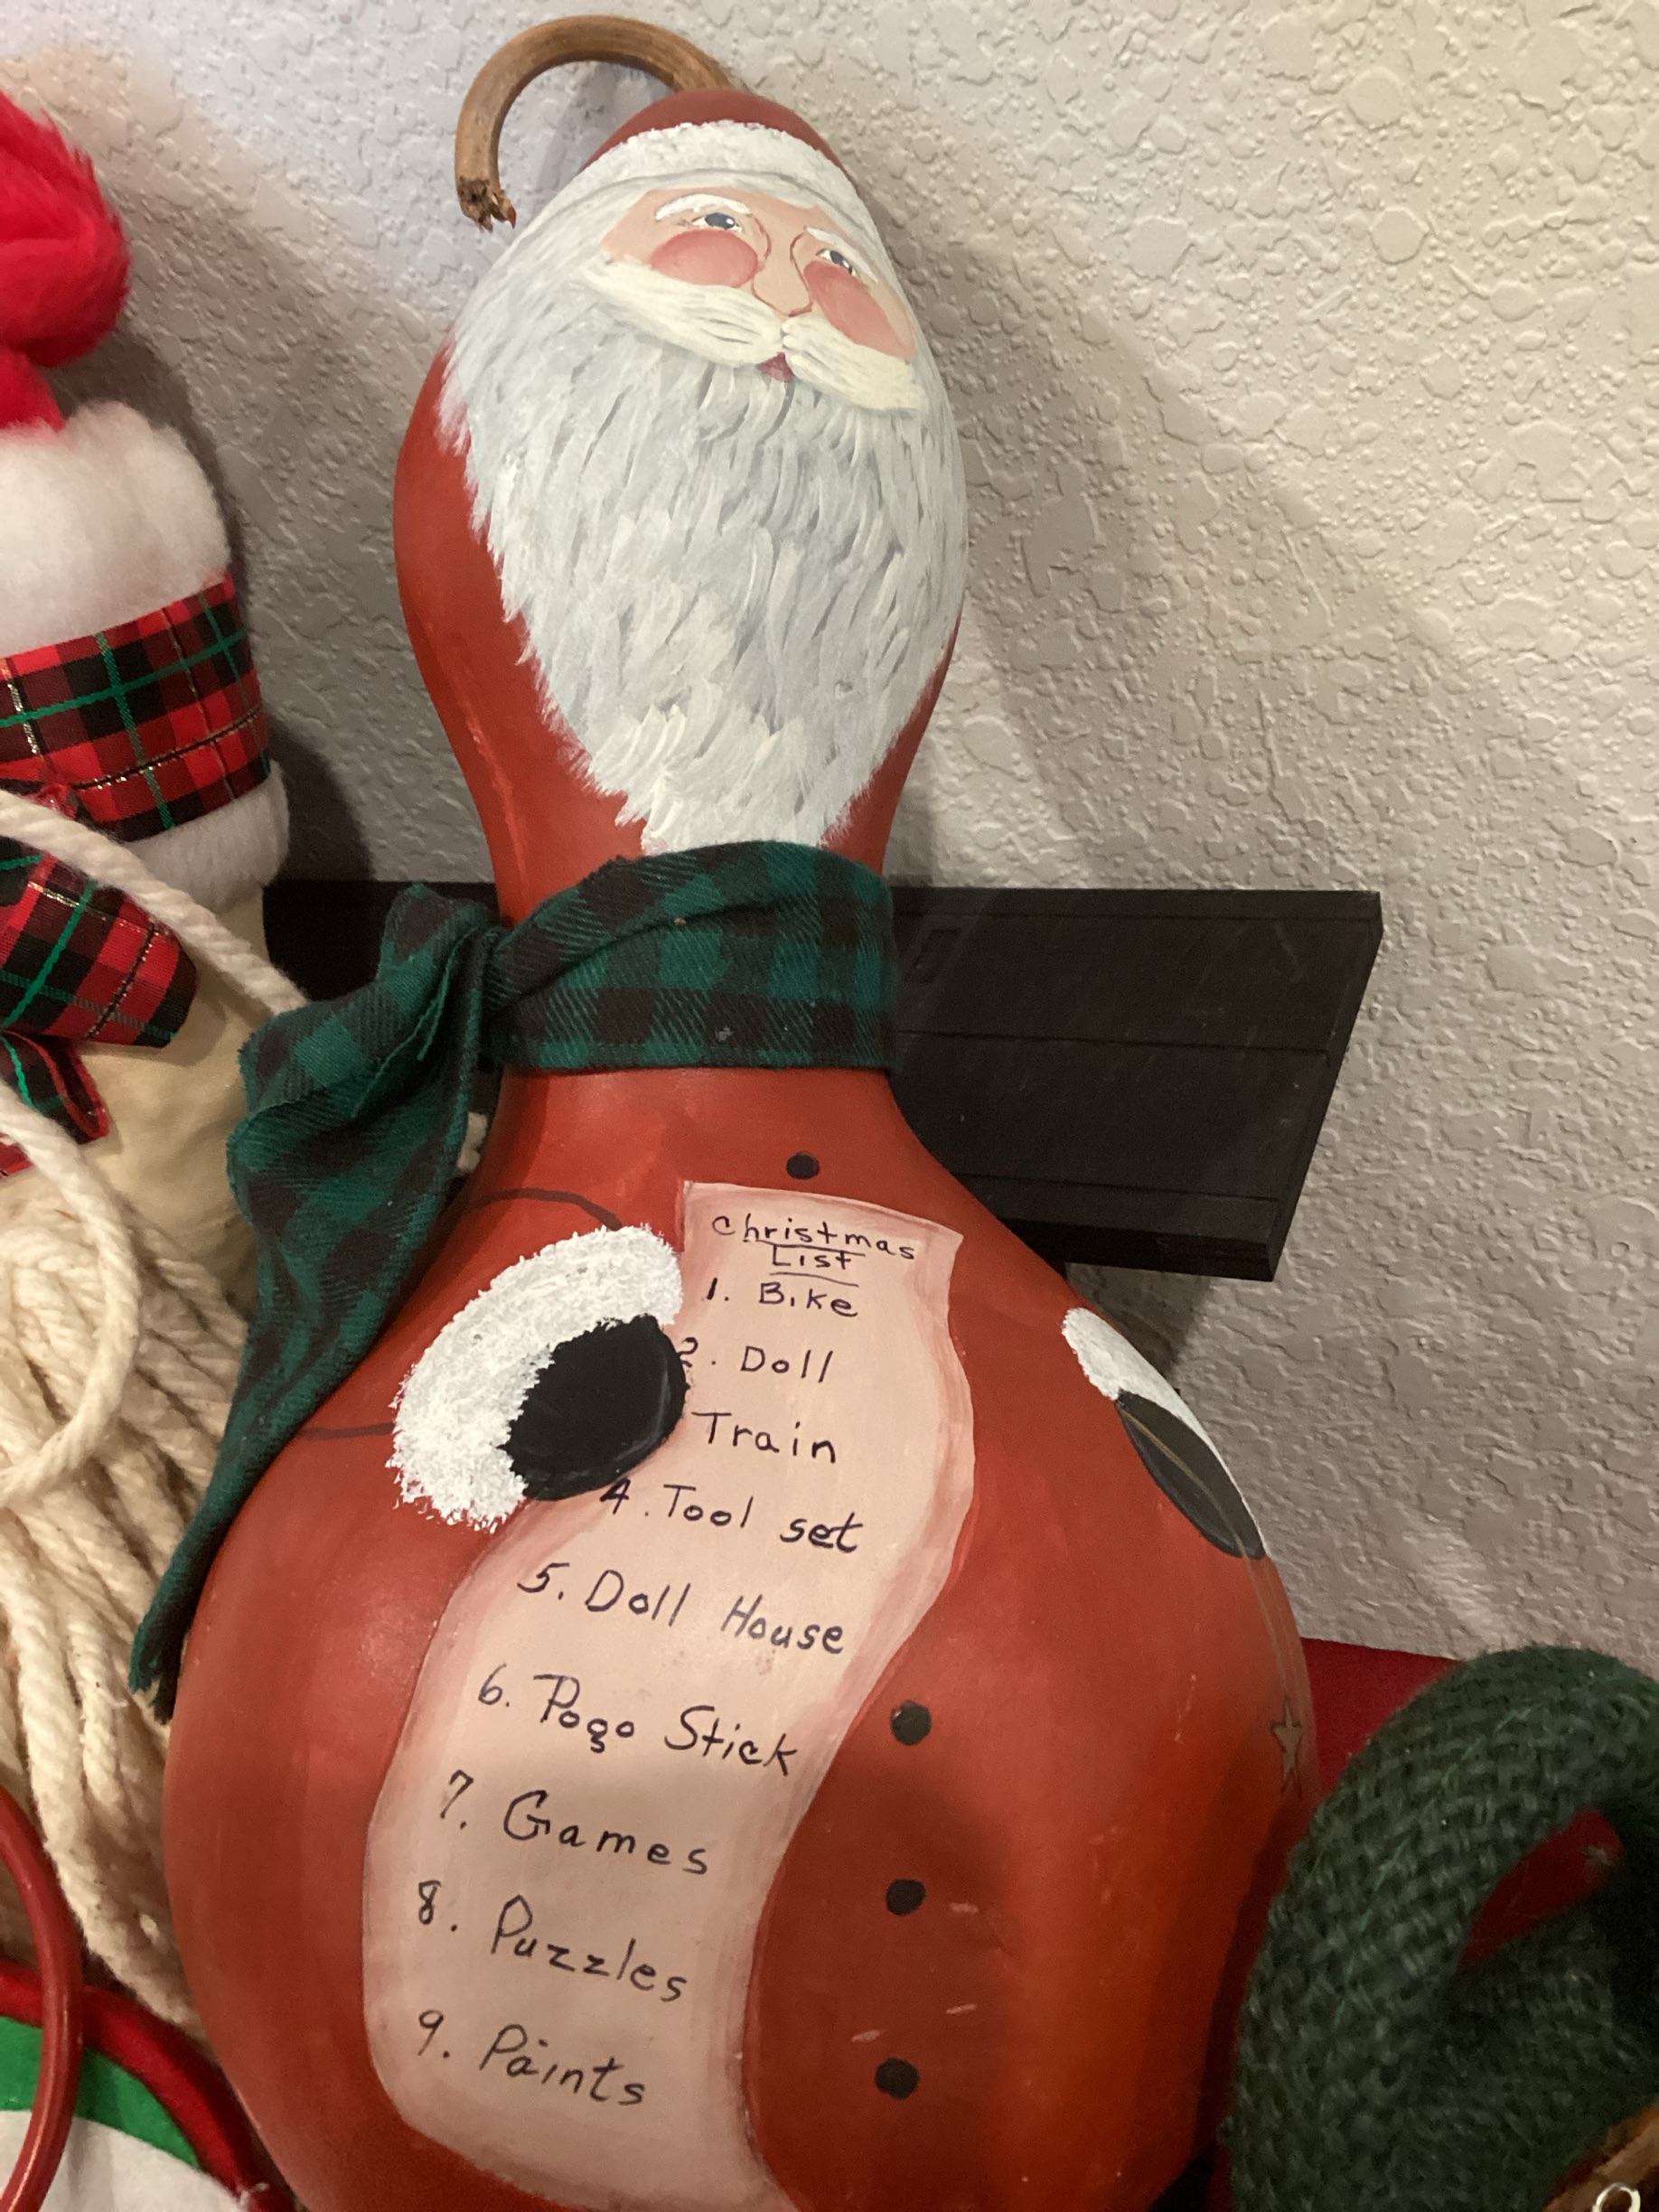 Christmas
List
1. Bike
2. Doll
Train
4. Tool set
5. Doll House
6. Pogo Stick
7. Games
8. Puzzles
9. Paints